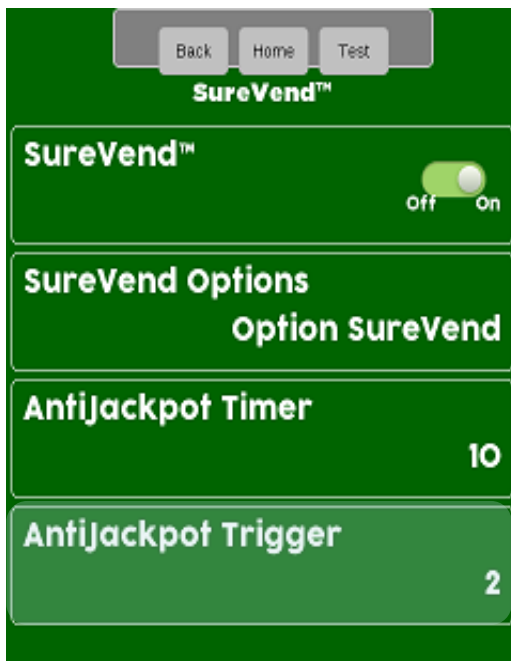 Back Home Test
SureVend™
SureVend™
Off On
SureVend Options
Option SureVend
AntiJackpot Timer
10
AntiJackpot Trigger
2